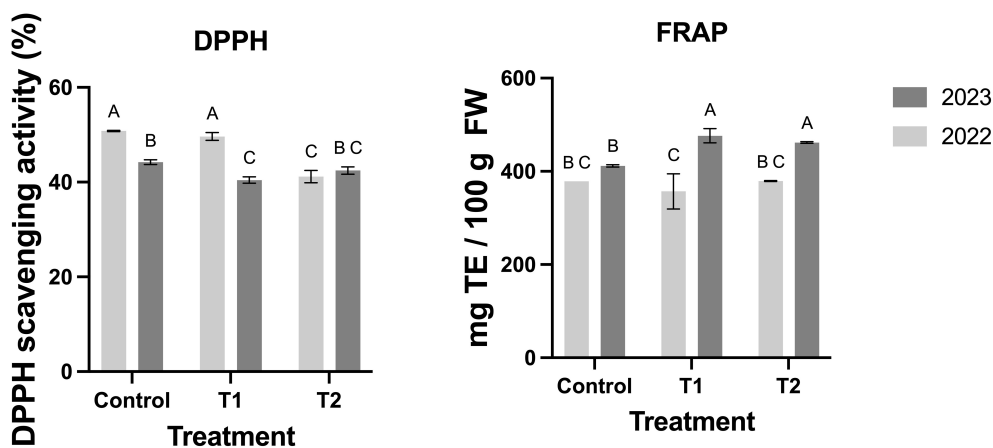 DPPH
DPPH scavenging activity (%)
60
40
20
0
A
B
A
C
C
B C
Control
T1
T2
Treatment
FRAP
mg TE / 100 g FW
600
400
200
0
B C
B
C
A
B C
A
Control
T1
T2
Treatment
2023
2022